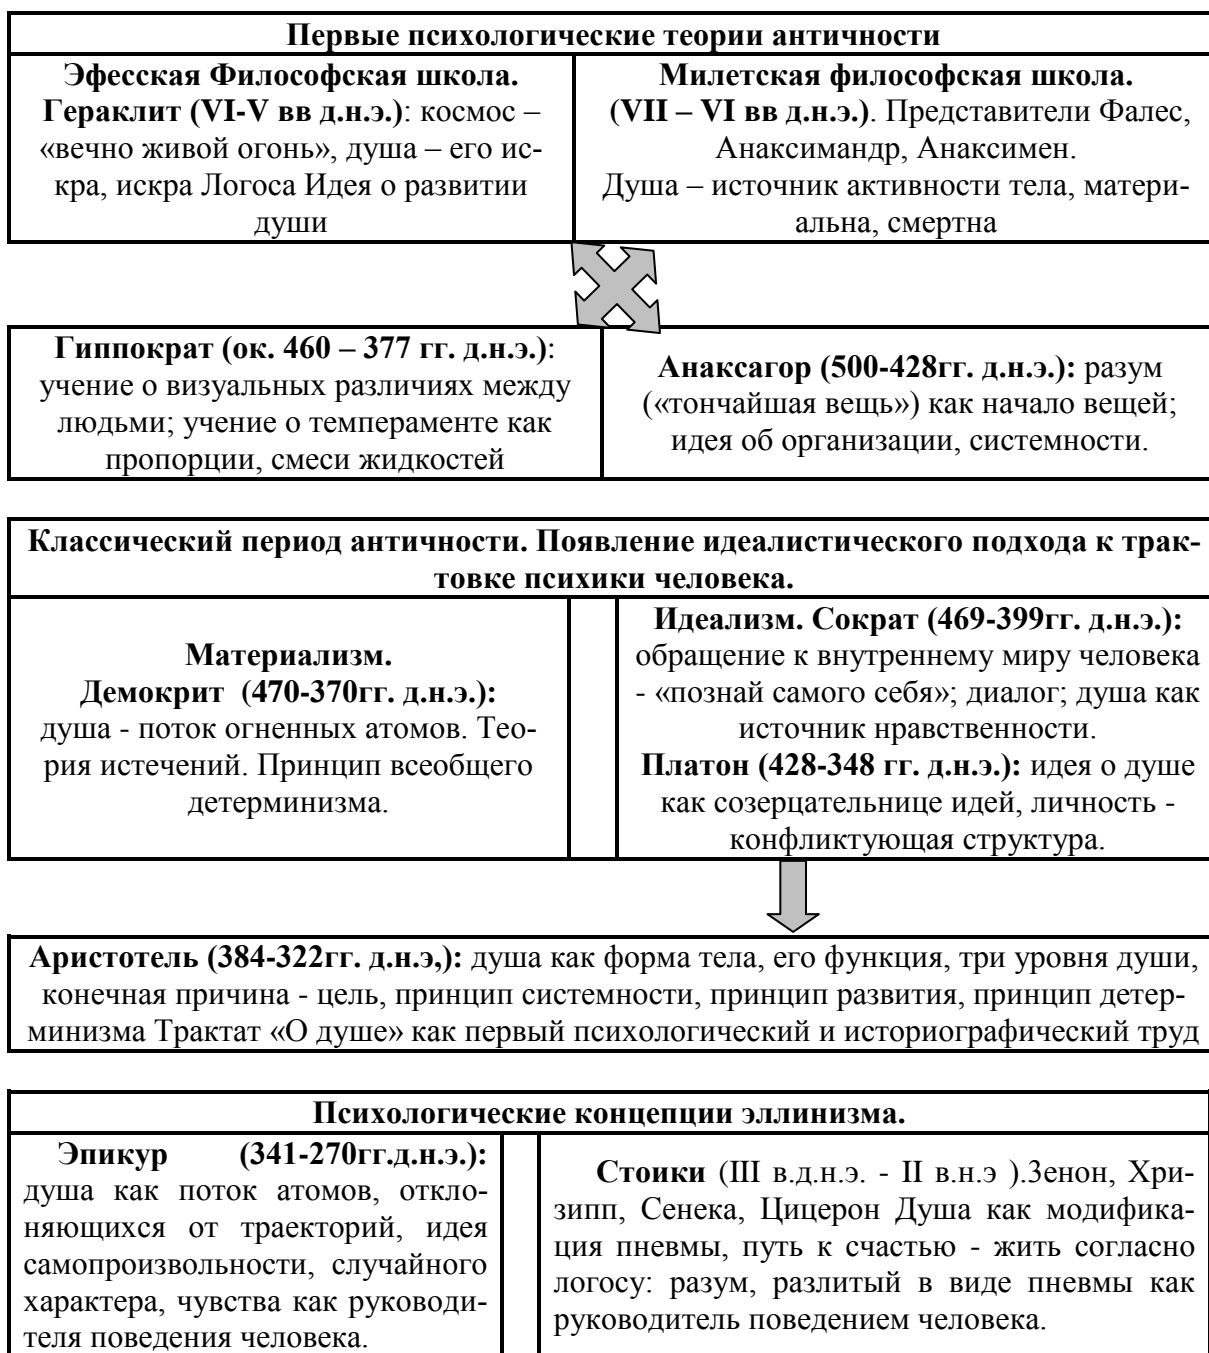 Первые психологические теории античности
Эфесская Философская школа.
Гераклит (VI-V вв д.н.э.): космос –
«вечно живой огонь», душа – его ис-
кра, искра Логоса Идея о развитии
души
Милетская философская школа.
(VII – VI вв д.н.э.). Представители Фалес,
Анаксимандр, Анаксимен.
Душа – источник активности тела, матери-
альна, смертна
Гиппократ (ок. 460 – 377 гг. д.н.э.):
учение о визуальных различиях между
людьми; учение о темпераменте как
пропорции, смеси жидкостей
Анаксагор (500-428гг. д.н.э.): разум
(«тончайшая вещь») как начало вещей;
идея об организации, системности.
Классический период античности. Появление идеалистического подхода к трак-
товке психики человека.
Материализм.
Демокрит (470-370гг. д.н.э.):
душа - поток огненных атомов. Тео-
рия истечений. Принцип всеобщего
детерминизма.
Идеализм. Сократ (469-399гг. д.н.э.):
обращение к внутреннему миру человека
- «познай самого себя»; диалог; душа как
источник нравственности.
Платон (428-348 гг. д.н.э.): идея о душе
как созерцательнице идей, личность -
конфликтующая структура.
Аристотель (384-322гг. д.н.э,): душа как форма тела, его функция, три уровня души,
конечная причина - цель, принцип системности, принцип развития, принцип детер-
минизма Трактат «О душе» как первый психологический и историографический труд
Психологические концепции эллинизма.
Эпикур (341-270гг.д.н.э.):
душа как поток атомов, откло-
няющихся от траекторий, идея
самопроизвольности, случайного
характера, чувства как руководи-
теля поведения человека.
Стоики (III в.д.н.э. - II в.н.э ).Зенон, Хри-
зипп, Сенека, Цицерон Душа как модифика-
ция пневмы, путь к счастью - жить согласно
логосу: разум, разлитый в виде пневмы как
руководитель поведением человека.